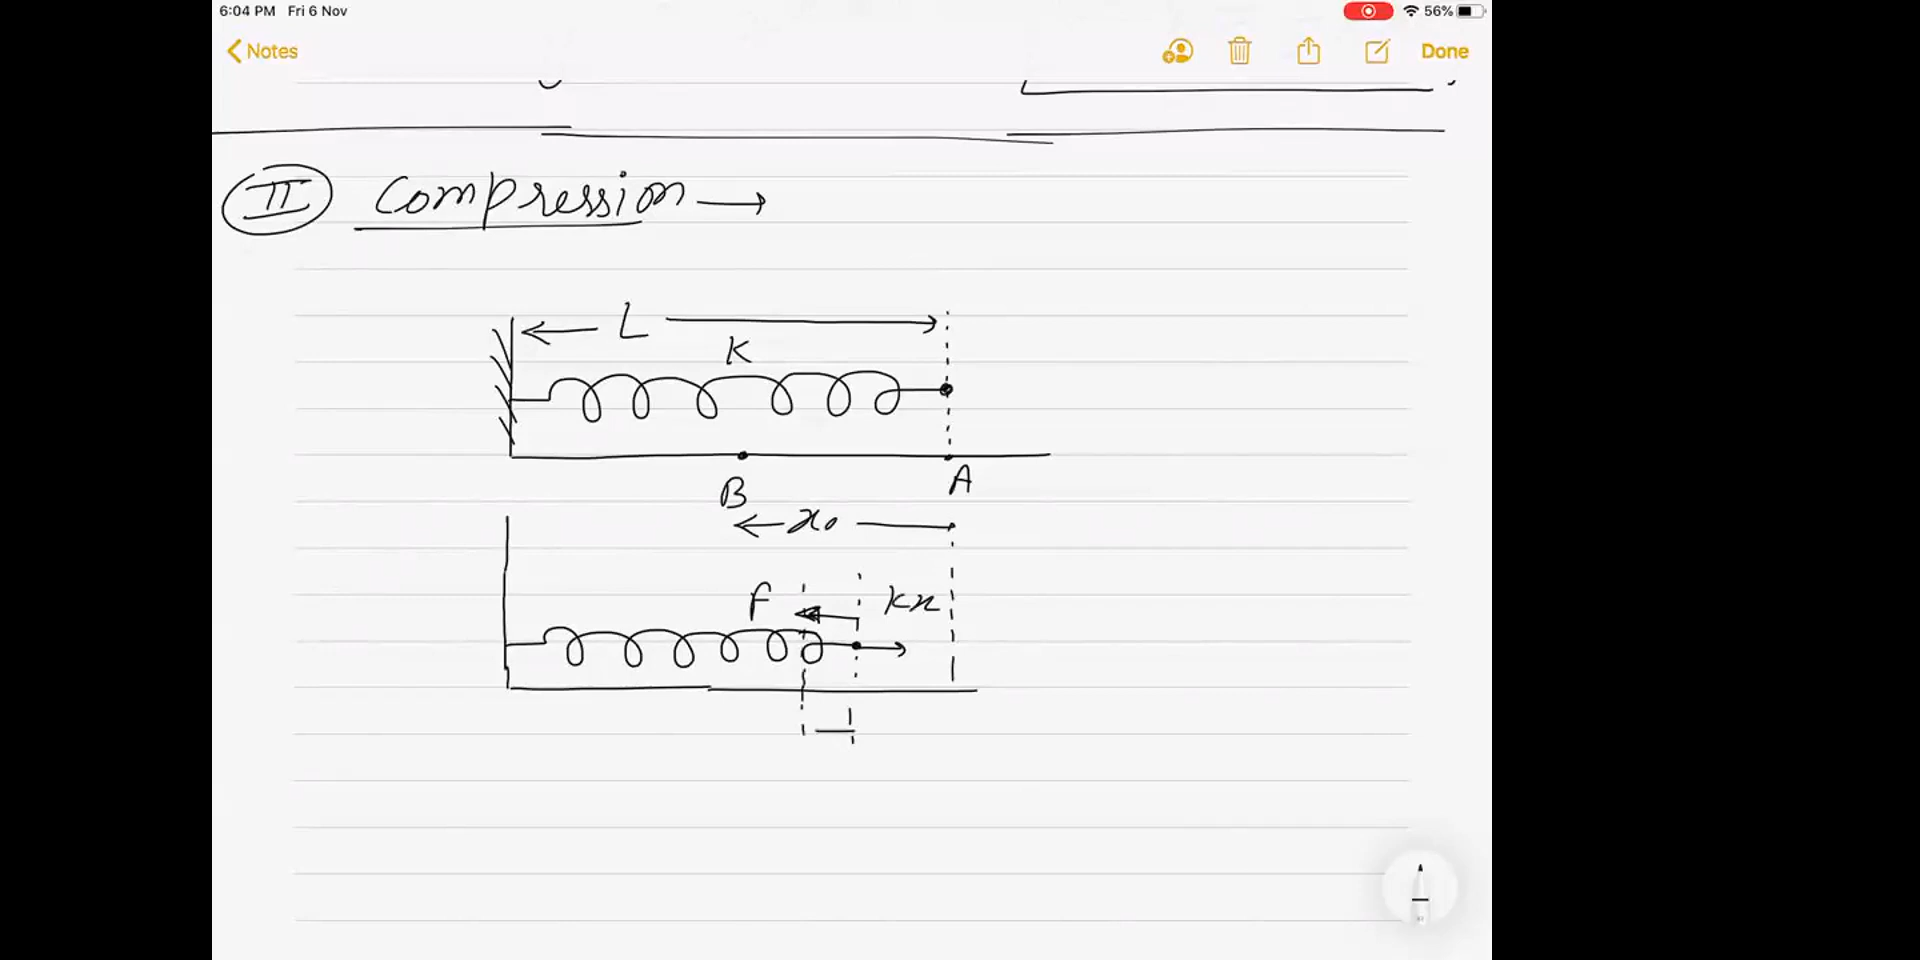 6:04 PM Fri 6 Nov
56%
Notes
Done
II Compression →
L
K
B
A
x₀
F
Kx